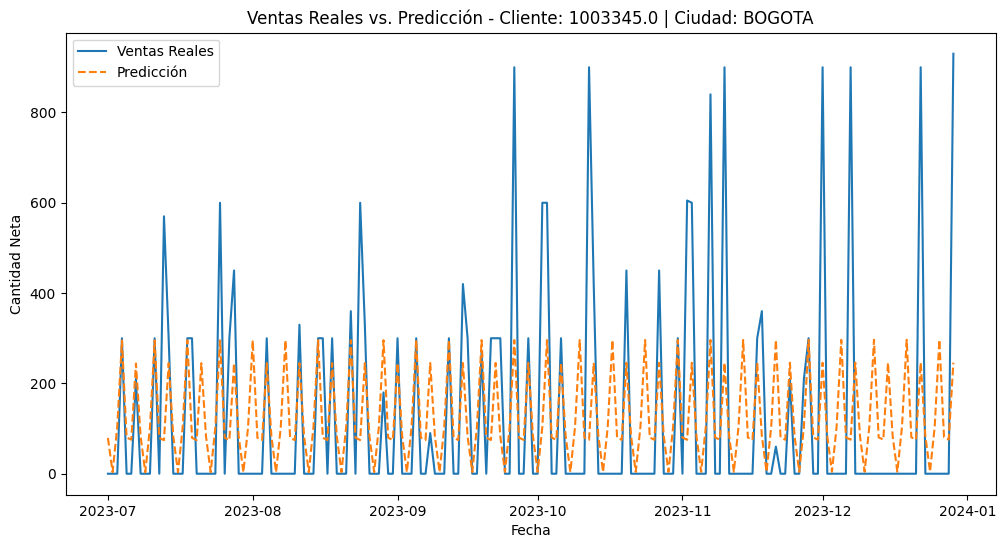 Ventas Reales vs. Predicción - Cliente: 1003345.0 | Ciudad: BOGOTA
Ventas Reales
Predicción
800
600
400
200
0
Cantidad Neta
2023-07 2023-08 2023-09 2023-10 2023-11 2023-12 2024-01
Fecha